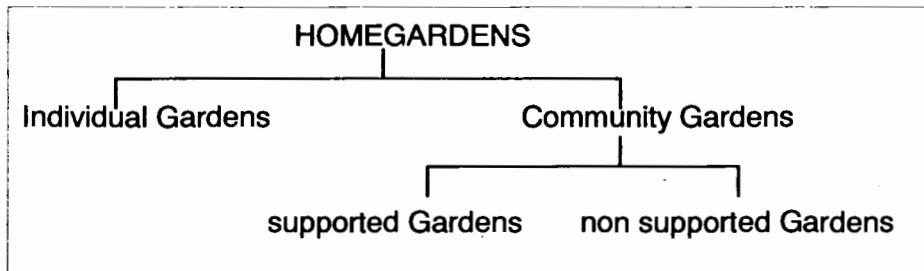 HOMEGARDENS
Individual Gardens Community Gardens
supported Gardens non supported Gardens